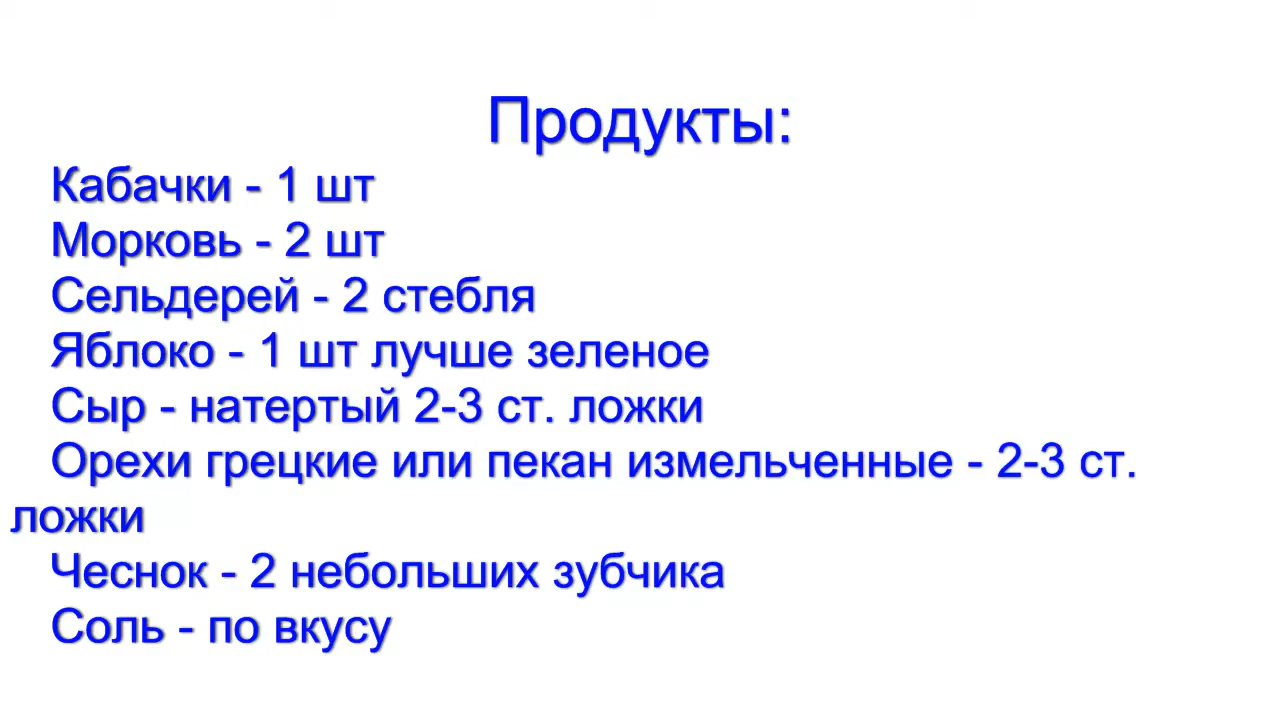 Продукты:
Кабачки - 1 шт
Морковь - 2 шт
Сельдерей - 2 стебля
Яблоко - 1 шт лучше зеленое
Сыр - натертый 2-3 ст. ложки
Орехи грецкие или пекан измельченные - 2-3 ст.
ложки
Чеснок - 2 небольших зубчика
Соль - по вкусу